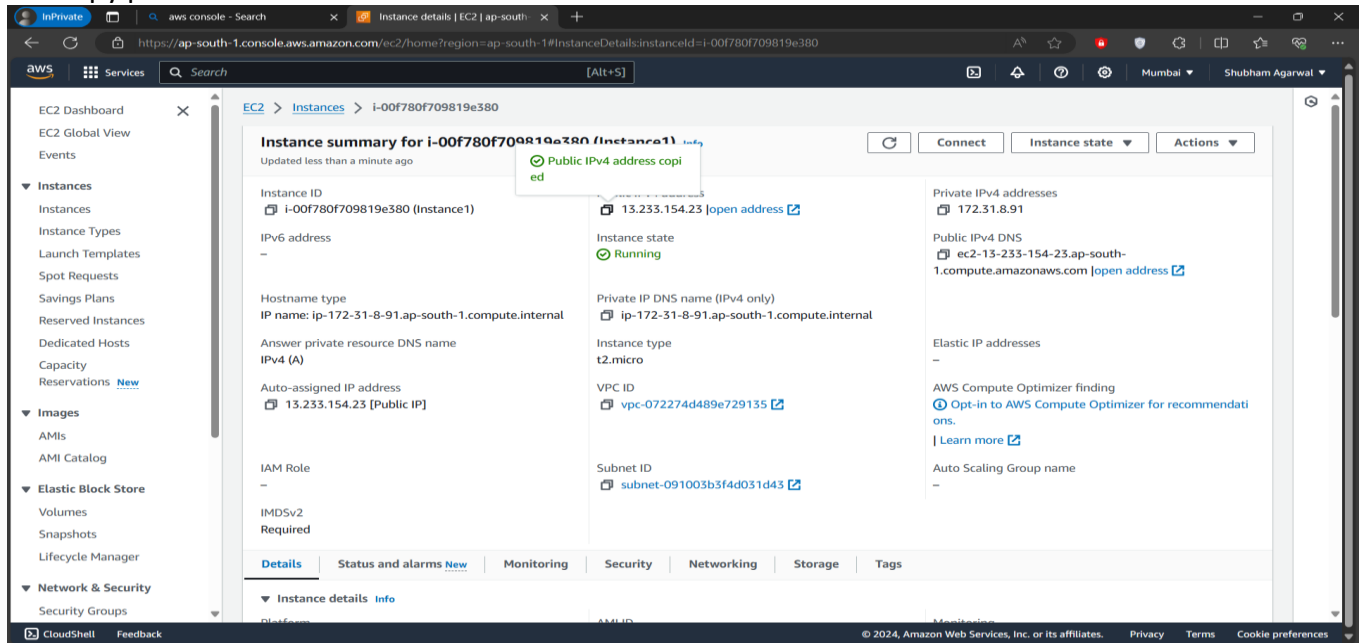 InPrivate
aws console - Search
Instance details | EC2 | ap-south-
https://ap-south-1.console.aws.amazon.com/ec2/home?region=ap-south-1#InstanceDetails:instanceId=i-00f780f709819e380
aws
Services
Search
[Alt+S]
Mumbai ▼
Shubham Agarwal ▼
EC2 Dashboard
EC2 Global View
Events
Instances
Instances
Instance Types
Launch Templates
Spot Requests
Savings Plans
Reserved Instances
Dedicated Hosts
Capacity
Reservations New
Images
AMIs
AMI Catalog
Elastic Block Store
Volumes
Snapshots
Lifecycle Manager
Network & Security
Security Groups
CloudShell
Feedback
EC2 > Instances > i-00f780f709819e380
Instance summary for i-00f780f709819e380 (Instance1) Info
Updated less than a minute ago
Public IPv4 address copi
ed
Connect
Instance state ▼
Actions ▼
Instance ID
i-00f780f709819e380 (Instance1)
13.233.154.23 |open address
Private IPv4 addresses
172.31.8.91
IPv6 address
–
Instance state
Running
Public IPv4 DNS
ec2-13-233-154-23.ap-south-
1.compute.amazonaws.com |open address
Hostname type
IP name: ip-172-31-8-91.ap-south-1.compute.internal
Private IP DNS name (IPv4 only)
ip-172-31-8-91.ap-south-1.compute.internal
Answer private resource DNS name
IPv4 (A)
Instance type
t2.micro
Elastic IP addresses
–
Auto-assigned IP address
13.233.154.23 [Public IP]
VPC ID
vpc-072274d489e729135
AWS Compute Optimizer finding
Opt-in to AWS Compute Optimizer for recommendati
ons.
| Learn more
IAM Role
–
Subnet ID
subnet-091003b3f4d031d43
Auto Scaling Group name
–
IMDSv2
Required
Details
Status and alarms New
Monitoring
Security
Networking
Storage
Tags
Instance details Info
© 2024, Amazon Web Services, Inc. or its affiliates.
Privacy
Terms
Cookie preferences